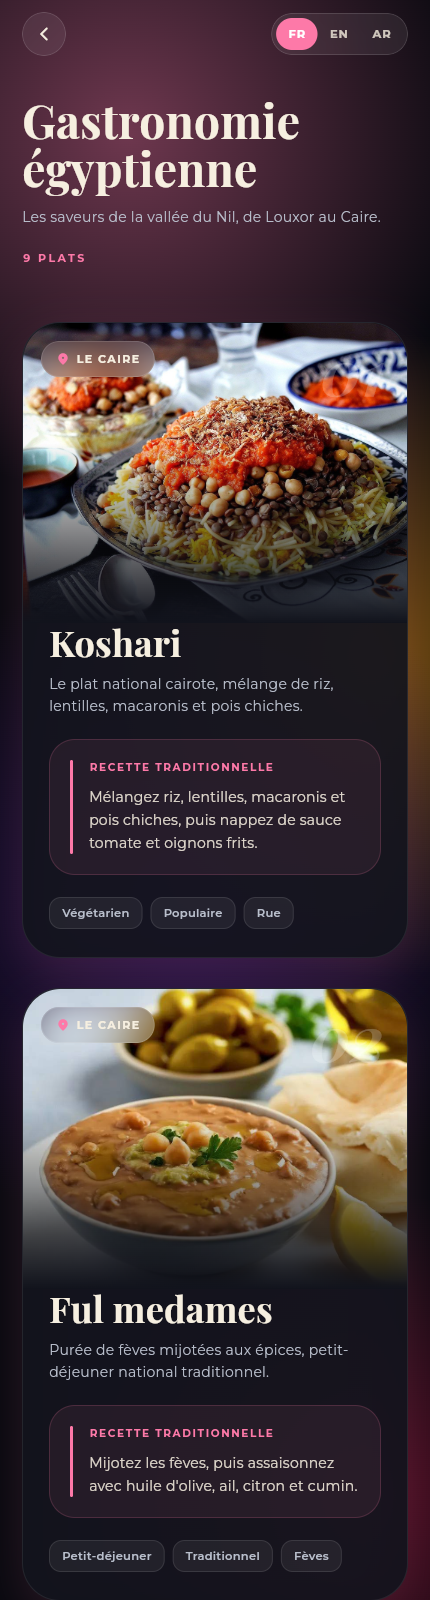 FR EN AR
Gastronomie
égyptienne
Les saveurs de la vallée du Nil, de Louxor au Caire.
9 PLATS
LE CAIRE
Koshari
Le plat national cairote, mélange de riz,
lentilles, macaronis et pois chiches.
RECETTE TRADITIONNELLE
Mélangez riz, lentilles, macaronis et
pois chiches, puis nappez de sauce
tomate et oignons frits.
Végétarien Populaire Rue
LE CAIRE
Ful medames
Purée de fèves mijotées aux épices, petit-
déjeuner national traditionnel.
RECETTE TRADITIONNELLE
Mijotez les fèves, puis assaisonnez
avec huile d'olive, ail, citron et cumin.
Petit-déjeuner Traditionnel Fèves